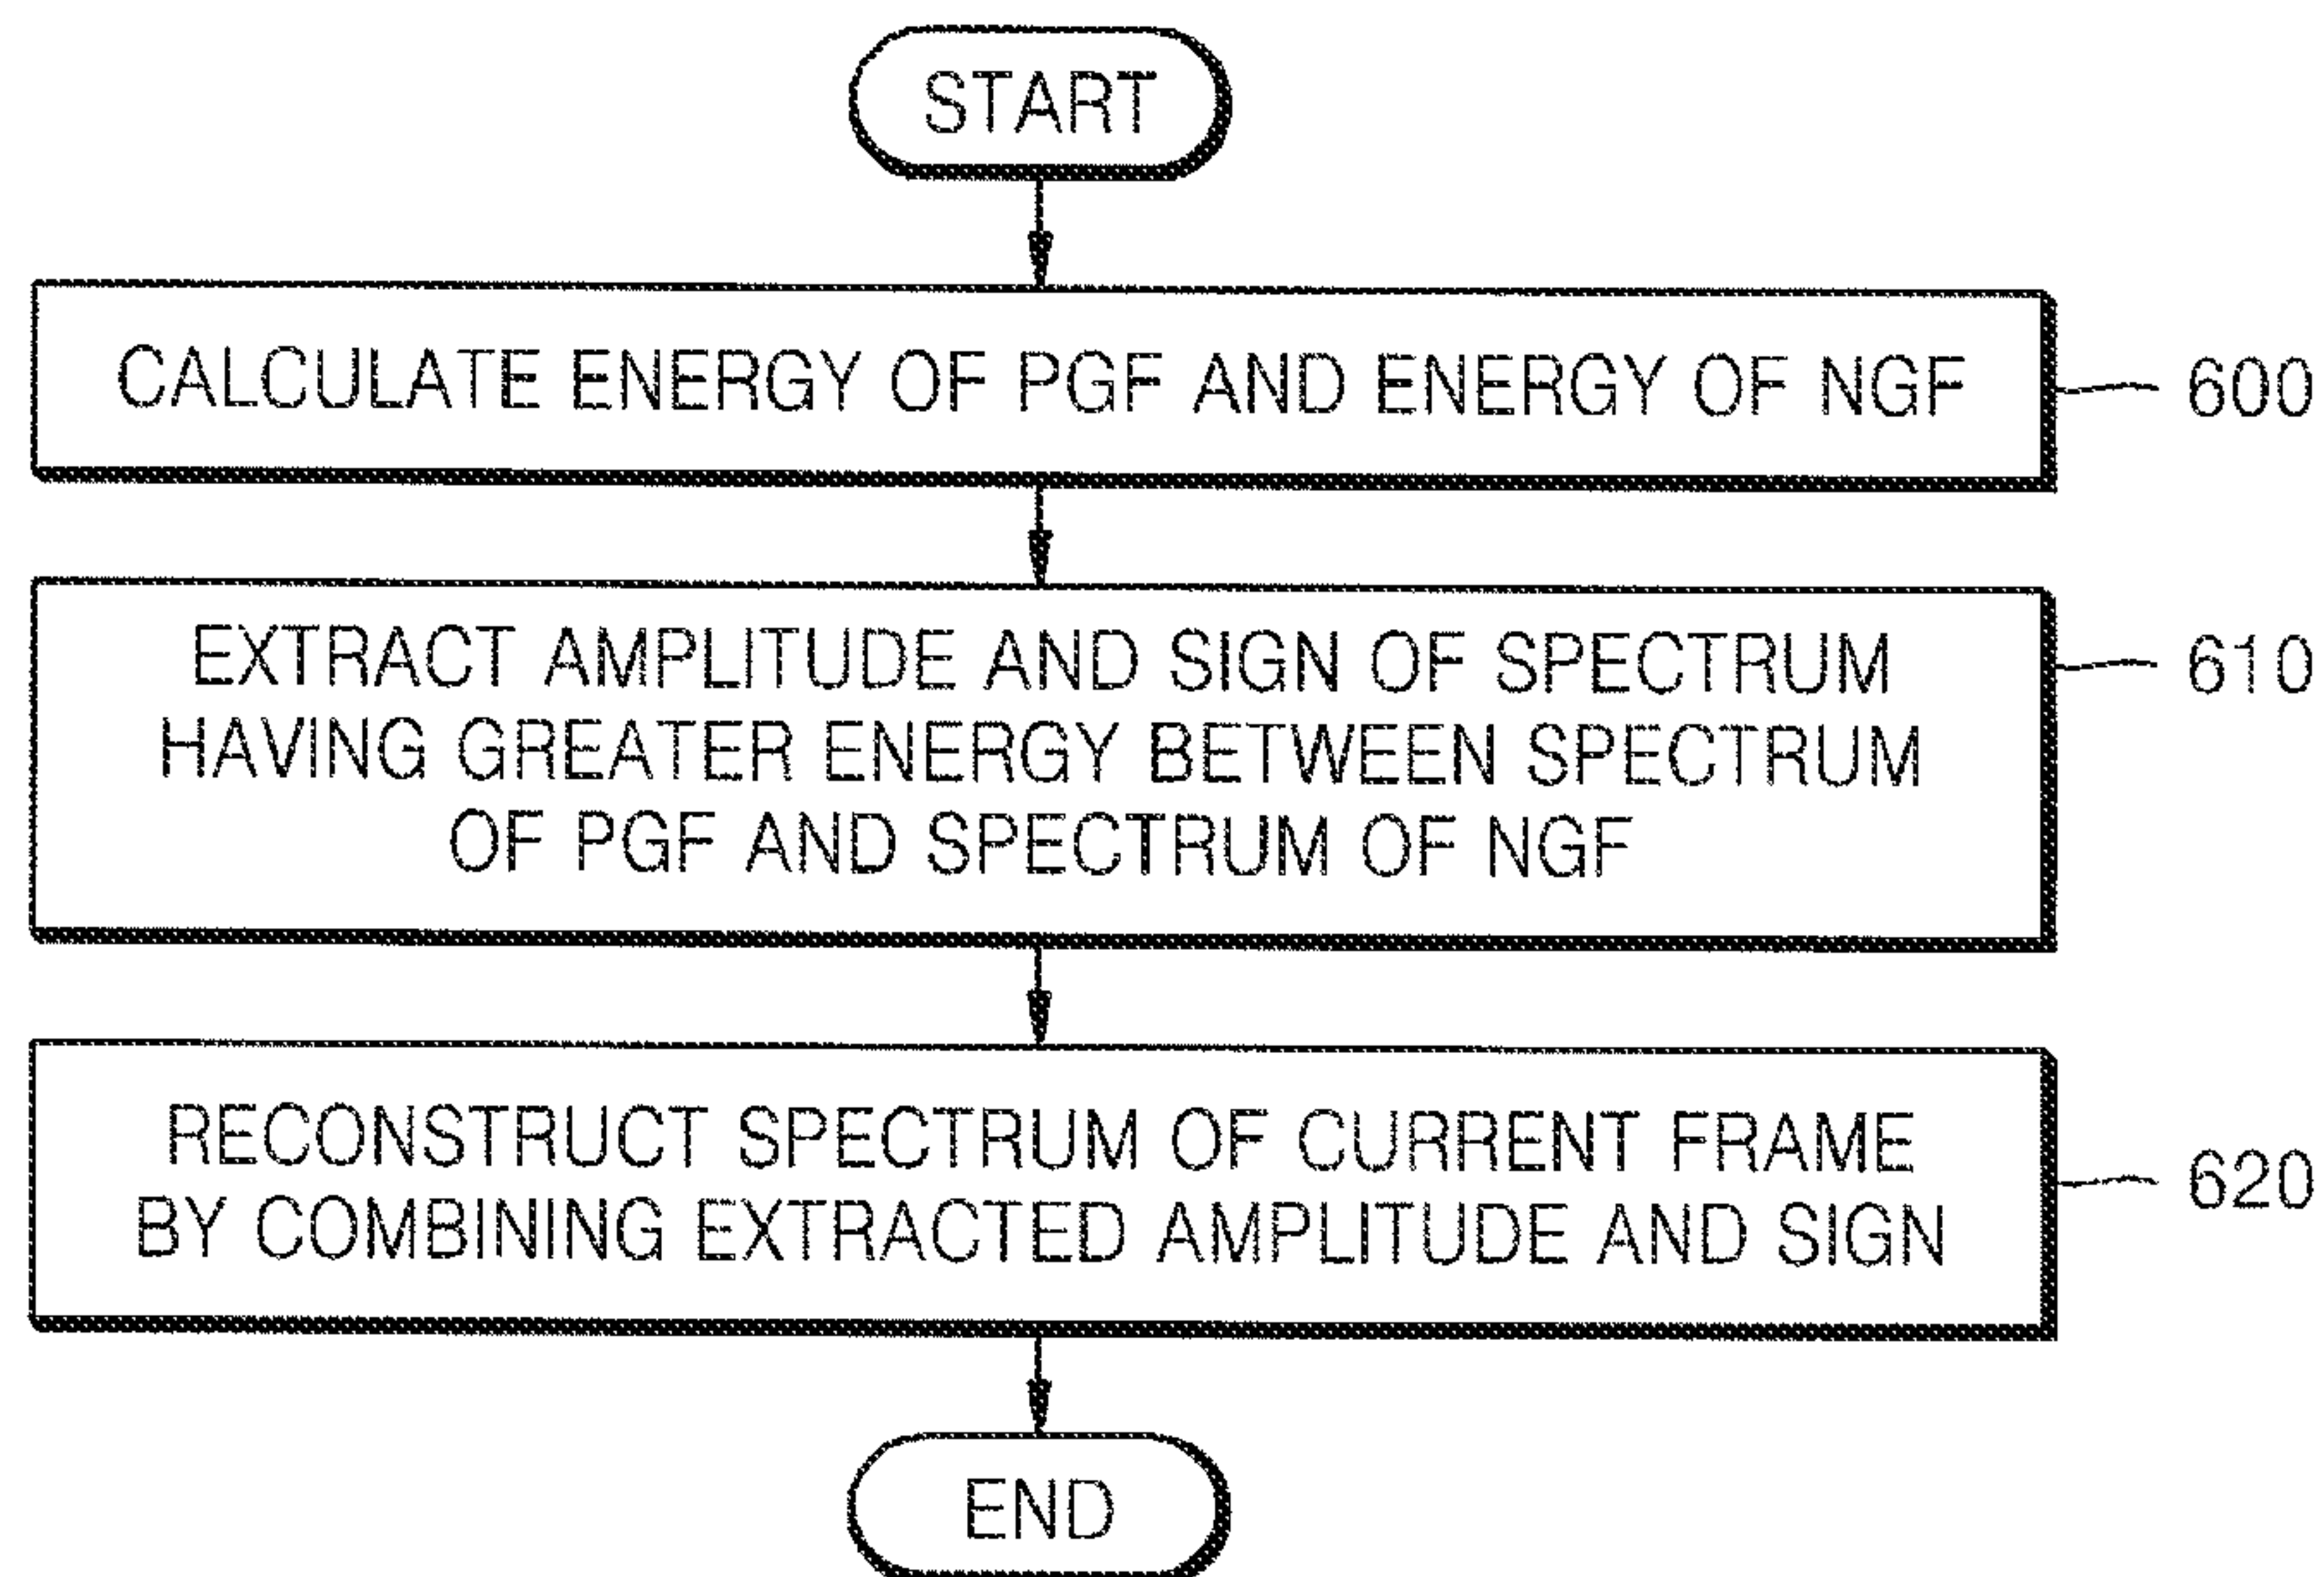 START
CALCULATE ENERGY OF PGF AND ENERGY OF NGF
600
EXTRACT AMPLITUDE AND SIGN OF SPECTRUM
HAVING GREATER ENERGY BETWEEN SPECTRUM
OF PGF AND SPECTRUM OF NGF
610
RECONSTRUCT SPECTRUM OF CURRENT FRAME
BY COMBINING EXTRACTED AMPLITUDE AND SIGN
620
END